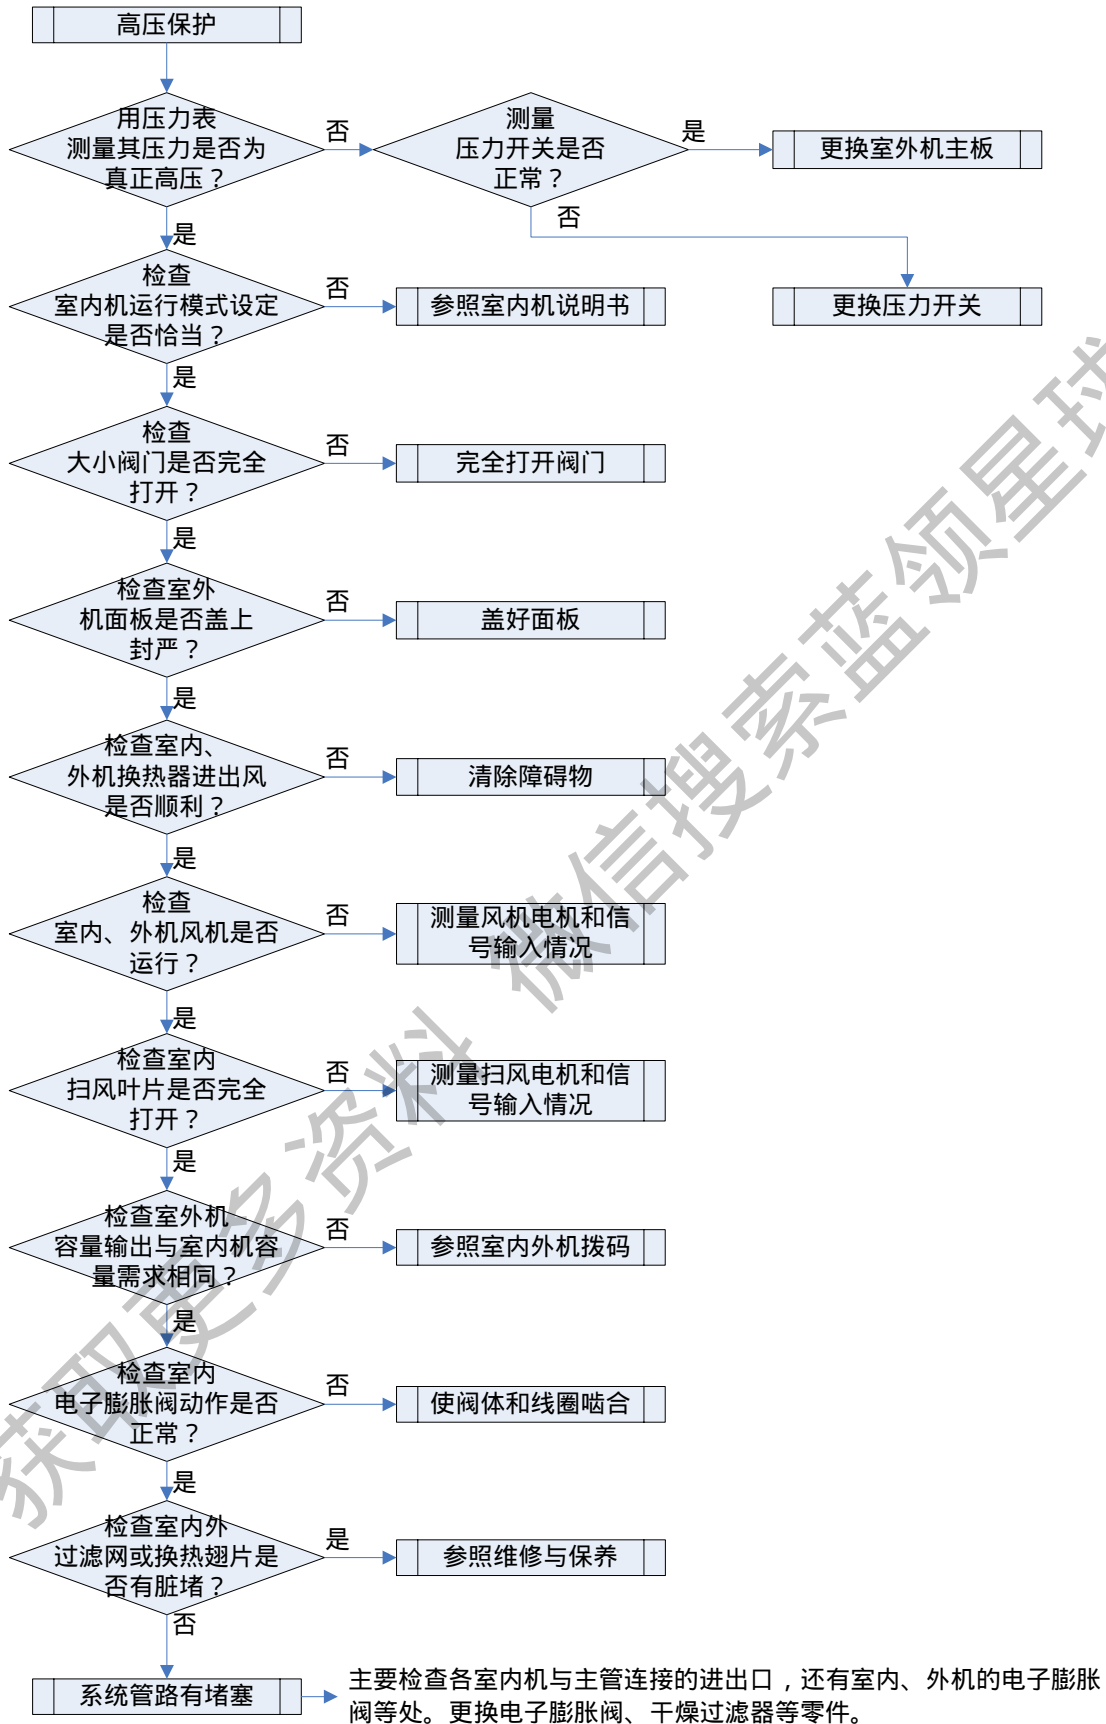 高压保护
用压力表
测量其压力是否为
真正高压？
否
测量
压力开关是否
正常？
是
更换室外机主板
否
更换压力开关
是
检查
室内机运行模式设定
是否恰当？
否
参照室内机说明书
是
检查
大小阀门是否完全
打开？
否
完全打开阀门
是
检查室外
机面板是否盖上
封严？
否
盖好面板
是
检查室内、
外机换热器进出风
是否顺利？
否
清除障碍物
是
检查
室内、外机风机是否
运行？
否
测量风机电机和信
号输入情况
是
检查室内
扫风叶片是否完全
打开？
否
测量扫风电机和信
号输入情况
是
检查室外机
容量输出与室内机容
量需求相同？
否
参照室内外机拨码
是
检查室内
电子膨胀阀动作是否
正常？
否
使阀体和线圈啮合
是
检查室内外
过滤网或换热翅片是
否有脏堵？
是
参照维修与保养
否
系统管路有堵塞
主要检查各室内机与主管连接的进出口，还有室内、外机的电子膨胀
阀等处。更换电子膨胀阀、干燥过滤器等零件。
获取更多资料 微信搜索蓝领星球